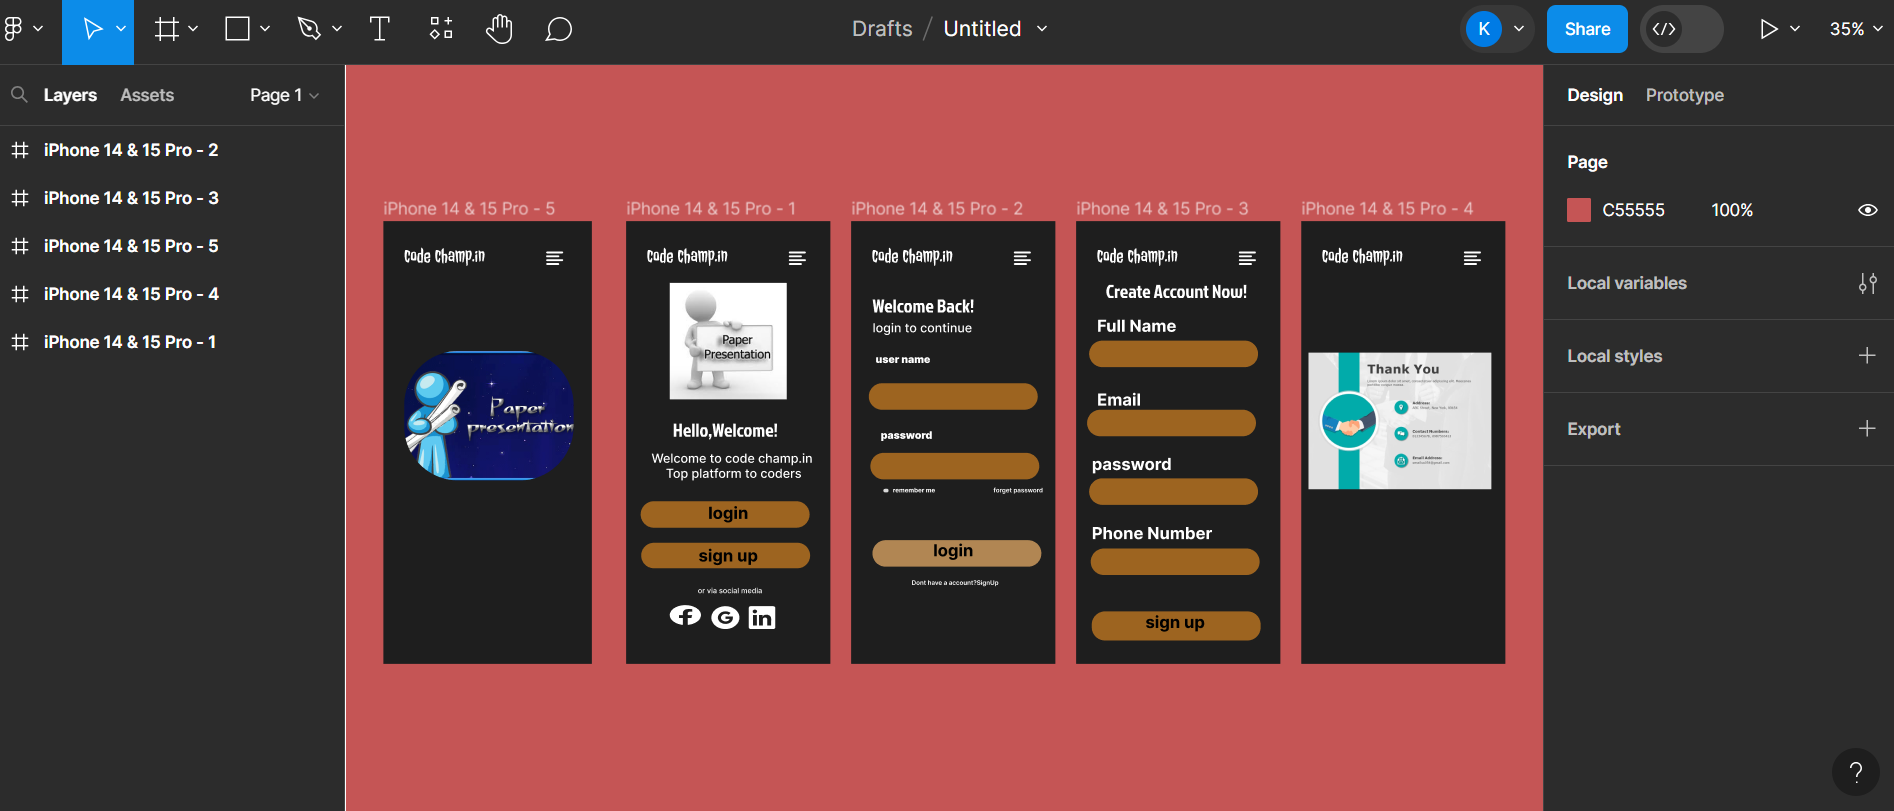 Drafts / Untitled
K
Share
35%
Layers
Assets
Page 1
iPhone 14 & 15 Pro - 2
iPhone 14 & 15 Pro - 3
iPhone 14 & 15 Pro - 5
iPhone 14 & 15 Pro - 4
iPhone 14 & 15 Pro - 1
iPhone 14 & 15 Pro - 5
Code Champ.in
Paper
presentation
iPhone 14 & 15 Pro - 1
Code Champ.in
Paper
Presentation
Hello,Welcome!
Welcome to code champ.in
Top platform to coders
login
sign up
or via social media
f
G
in
iPhone 14 & 15 Pro - 2
Code Champ.in
Welcome Back!
login to continue
user name
password
remember me
forget password
login
Dont have a account?SignUp
iPhone 14 & 15 Pro - 3
Code Champ.in
Create Account Now!
Full Name
Email
password
Phone Number
sign up
iPhone 14 & 15 Pro - 4
Code Champ.in
Thank You
Address:
Contact Numbers:
Email Address:
Design
Prototype
Page
C55555
100%
Local variables
Local styles
Export
?